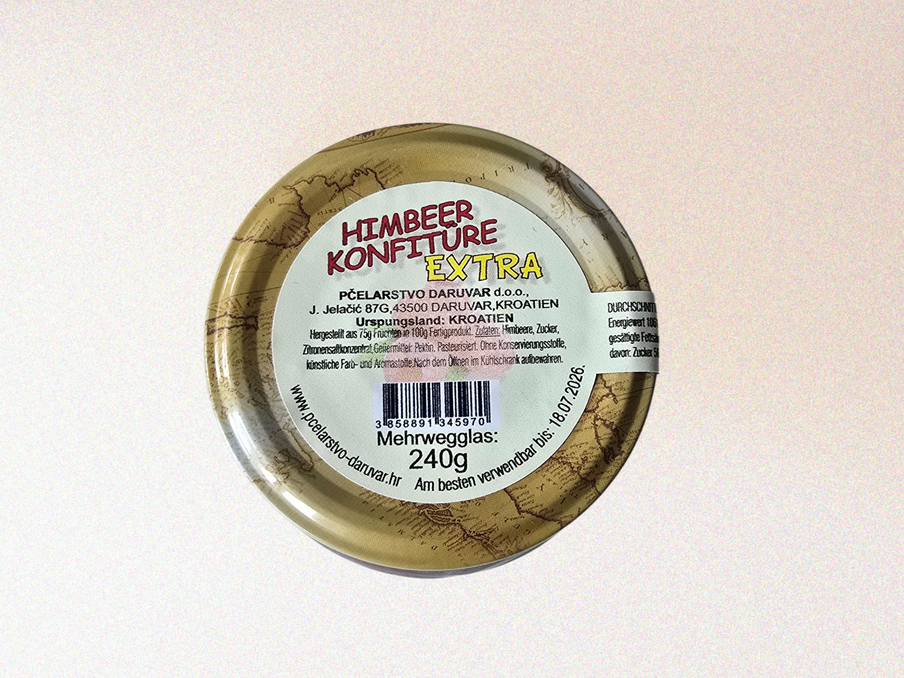 HIMBEER
KONFITÜRE
EXTRA
PČELARSTVO DARUVAR d.o.o.,
J. Jelačić 87G,43500 DARUVAR,KROATIEN
Urspungsland: KROATIEN
Hergestellt aus 75g Früchten in 100g Fertigprodukt. Zutaten: Himbeere, Zucker,
Zitronensaftkonzentrat,Geliermittel: Pektin. Pasteurisiert. Ohne Konservierungsstoffe,
künstliche Farb- und Aromastoffe.Nach dem Öffnen im Kühlschrank aufbewahren.
3 858891 345970
Mehrwegglas:
240g
www.pcelarstvo-daruvar.hr
Am besten verwendbar bis: 18.07.2026.
Energiewert
gesättigte
davon: Zucker